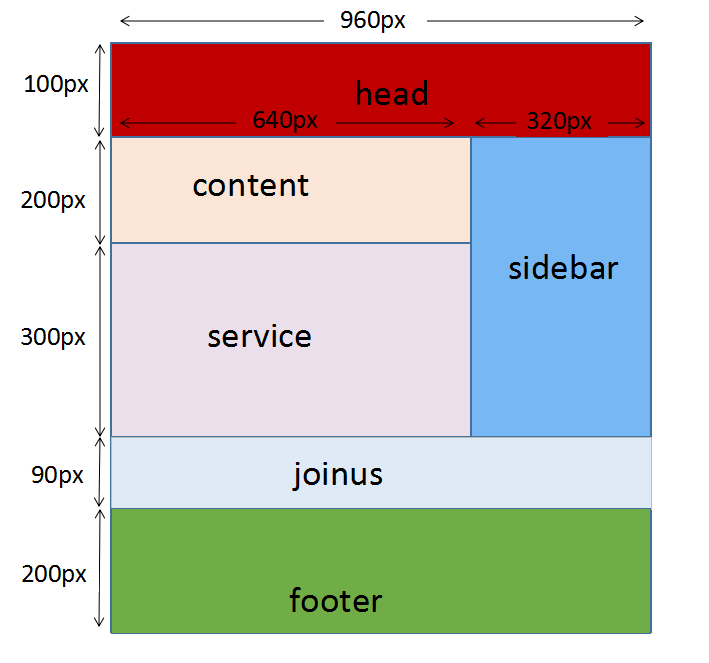 960px
100px
head
640px
320px
content
200px
sidebar
service
300px
joinus
90px
200px
footer